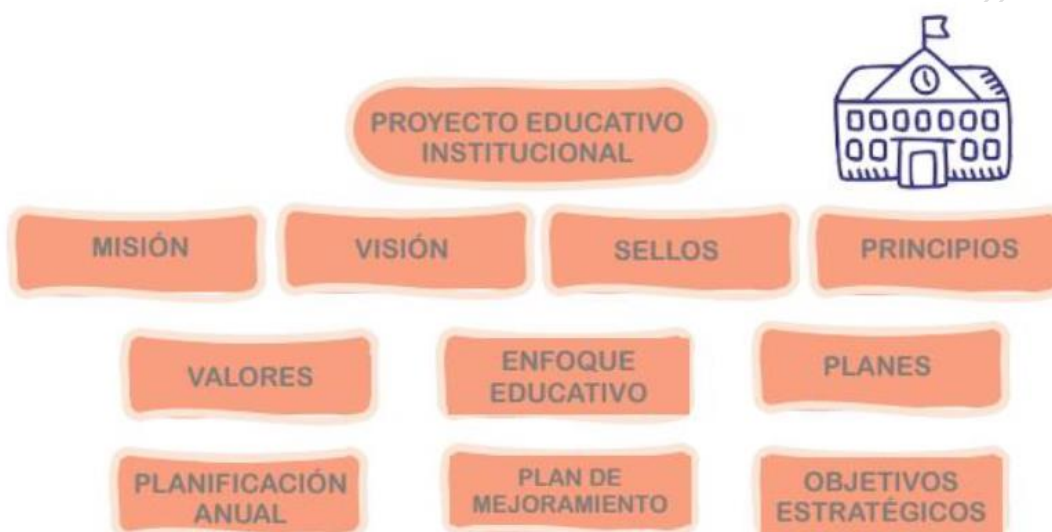 PROYECTO EDUCATIVO
INSTITUCIONAL
MISIÓN
VISIÓN
SELLOS
PRINCIPIOS
VALORES
ENFOQUE
EDUCATIVO
PLANES
PLANIFICACIÓN
ANUAL
PLAN DE
MEJORAMIENTO
OBJETIVOS
ESTRATÉGICOS